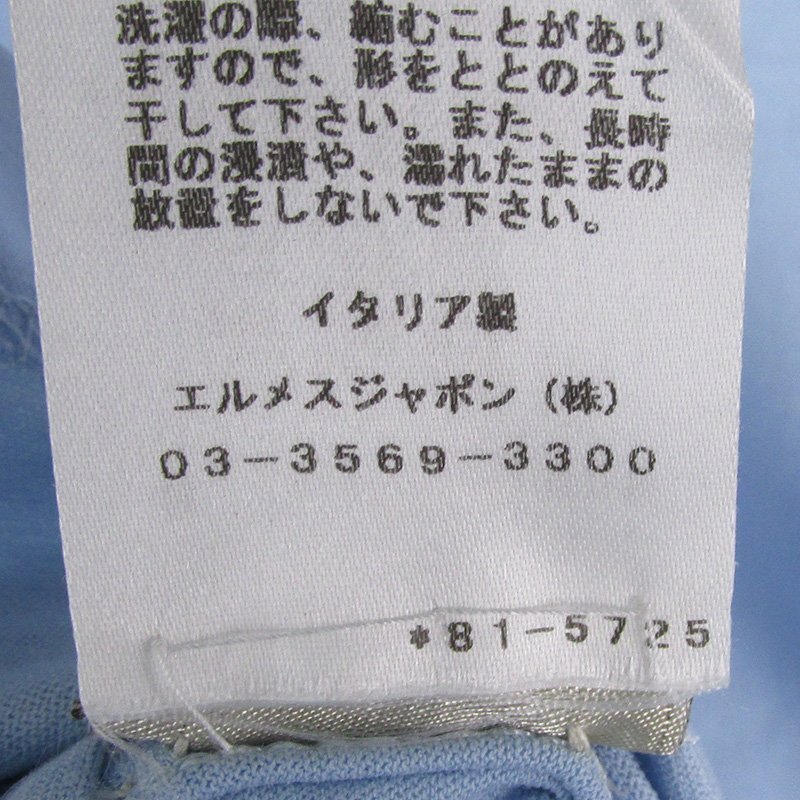 洗濯の際、縮むことがあり
ますので、形をととのえて
干して下さい。また、長時
間の浸漬や、濡れたままの
放置をしないで下さい。
イタリア製
エルメスジャポン（株）
03-3569-3300
*81-5725